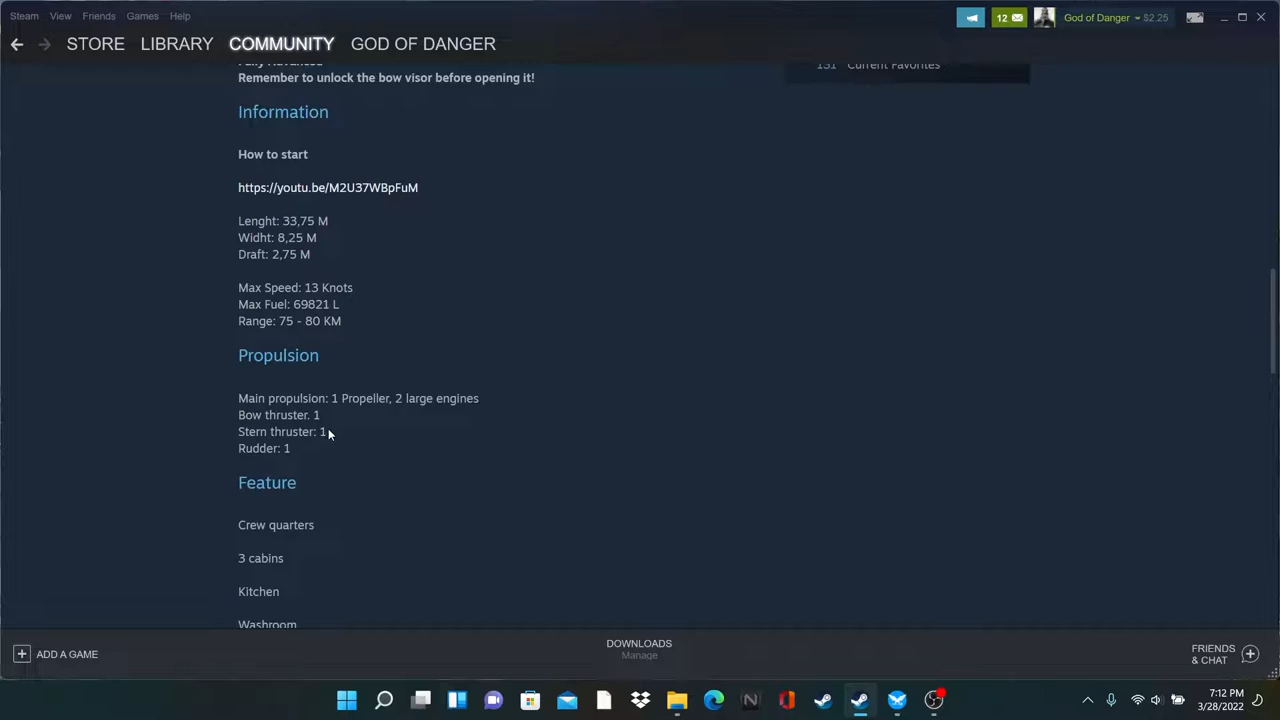 Steam View Friends Games Help
12 God of Danger $2.25
STORE LIBRARY COMMUNITY GOD OF DANGER
Fully Advanced
131 Current Favorites
Remember to unlock the bow visor before opening it!
Information
How to start
https://youtu.be/M2U37WBpFuM
Lenght: 33,75 M
Widht: 8,25 M
Draft: 2,75 M
Max Speed: 13 Knots
Max Fuel: 69821 L
Range: 75 - 80 KM
Propulsion
Main propulsion: 1 Propeller, 2 large engines
Bow thruster. 1
Stern thruster: 1
Rudder: 1
Feature
Crew quarters
3 cabins
Kitchen
Washroom
ADD A GAME
DOWNLOADS
Manage
FRIENDS
& CHAT
7:12 PM
3/28/2022